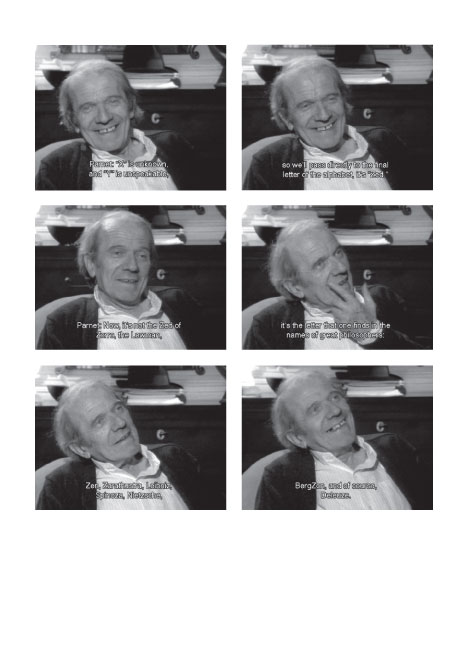 Parnet: "X" is unknown,
and "Y" is unspeakable,
so we'll pass directly to the final
letter of the alphabet, it's "Zed."
Parnet: Now, it's not the Zed of
Zorro, the Lawman,
it's the letter that one finds in the
names of great philosophers:
Zen, Zarathustra, Leibniz,
Spinoza, Nietzsche,
BergZon, and of course,
Deleuze.